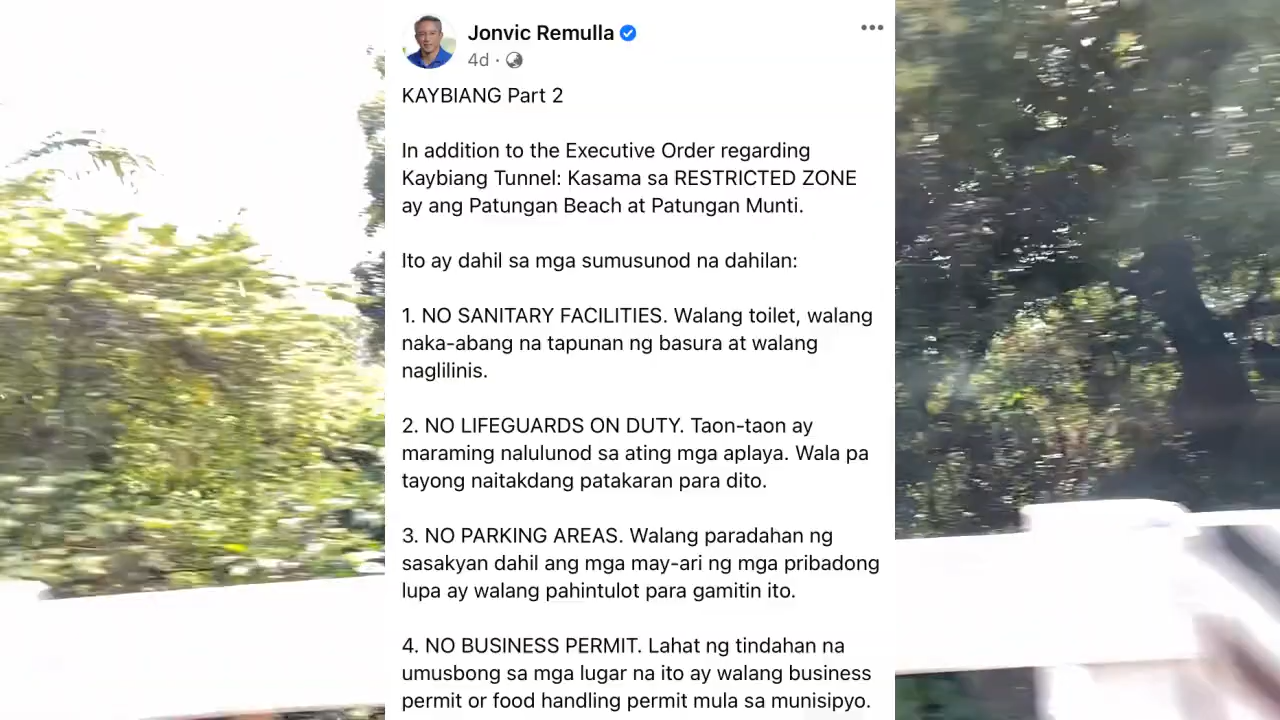 Jonvic Remulla
4d ·
KAYBIANG Part 2
In addition to the Executive Order regarding
Kaybiang Tunnel: Kasama sa RESTRICTED ZONE
ay ang Patungan Beach at Patungan Munti.
Ito ay dahil sa mga sumusunod na dahilan:
1. NO SANITARY FACILITIES. Walang toilet, walang
naka-abang na tapunan ng basura at walang
naglilinis.
2. NO LIFEGUARDS ON DUTY. Taon-taon ay
maraming nalulunod sa ating mga aplaya. Wala pa
tayong naitakdang patakaran para dito.
3. NO PARKING AREAS. Walang paradahan ng
sasakyan dahil ang mga may-ari ng mga pribadong
lupa ay walang pahintulot para gamitin ito.
4. NO BUSINESS PERMIT. Lahat ng tindahan na
umusbong sa mga lugar na ito ay walang business
permit or food handling permit mula sa munisipyo.